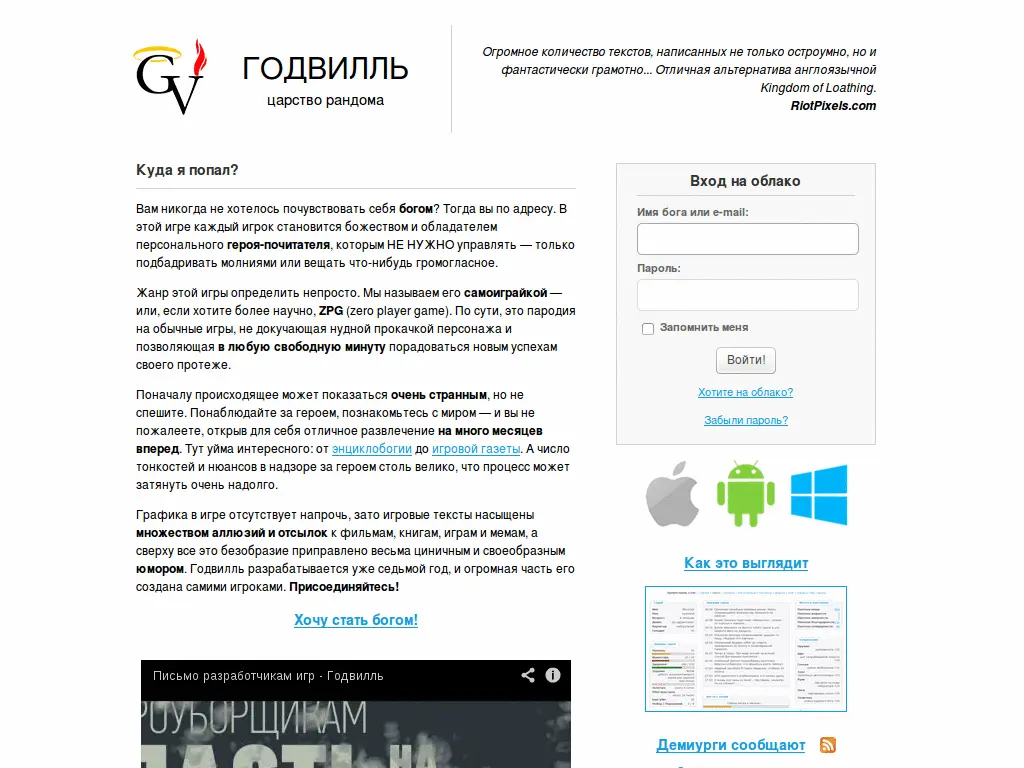 GV
ГОДВИЛЛЬ
царство рандома
Огромное количество текстов, написанных не только остроумно, но и
фантастически грамотно... Отличная альтернатива англоязычной
Kingdom of Loathing.
RiotPixels.com
Куда я попал?
Вам никогда не хотелось почувствовать себя богом? Тогда вы по адресу. В
этой игре каждый игрок становится божеством и обладателем
персонального героя-почитателя, которым НЕ НУЖНО управлять — только
подбадривать молниями или вещать что-нибудь громогласное.
Жанр этой игры определить непросто. Мы называем его самоиграйкой —
или, если хотите более научно, ZPG (zero player game). По сути, это пародия
на обычные игры, не докучающая нудной прокачкой персонажа и
позволяющая в любую свободную минуту порадоваться новым успехам
своего протеже.
Поначалу происходящее может показаться очень странным, но не
спешите. Понаблюдайте за героем, познакомьтесь с миром — и вы не
пожалеете, открыв для себя отличное развлечение на много месяцев
вперед. Тут уйма интересного: от энциклобогии до игровой газеты. А число
тонкостей и нюансов в надзоре за героем столь велико, что процесс может
затянуть очень надолго.
Графика в игре отсутствует напрочь, зато игровые тексты насыщены
множеством аллюзий и отсылок к фильмам, книгам, играм и мемам, а
сверху все это безобразие приправлено весьма циничным и своеобразным
юмором. Годвилль разрабатывается уже седьмой год, и огромная часть его
создана самими игроками. Присоединяйтесь!
Хочу стать богом!
Письмо разработчикам игр - Годвилль
РОУБОРЩИКАМ
Вход на облако
Имя бога или e-mail:
Пароль:
Запомнить меня
Войти!
Хотите на облако?
Забыли пароль?
Как это выглядит
Демиурги сообщают